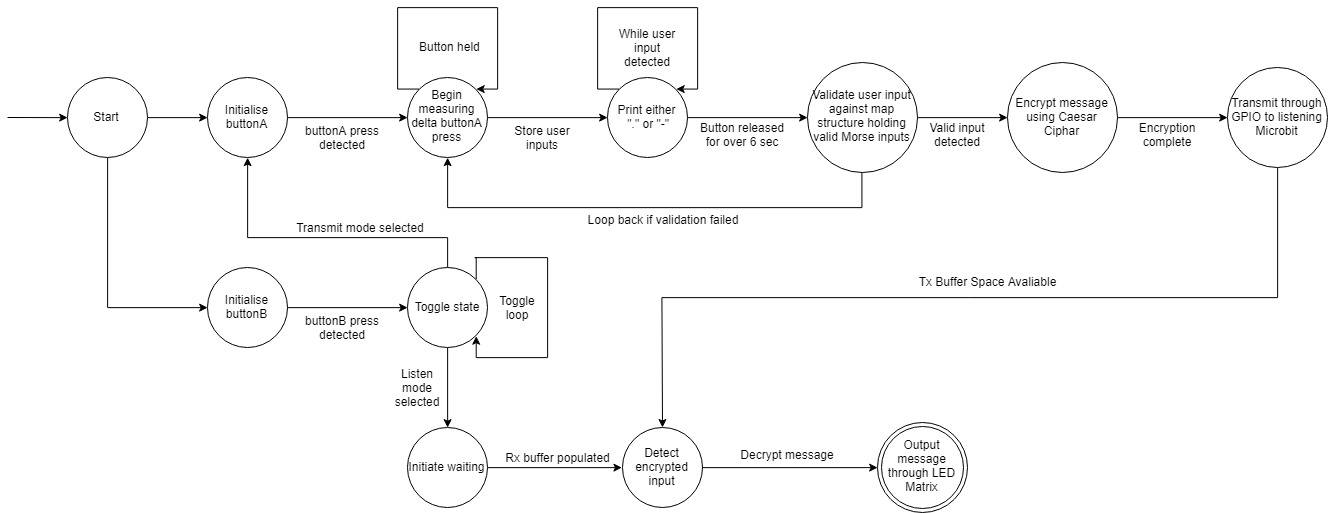 Button held
While user
input
detected
Start
Initialise
buttonA
buttonA press
detected
Begin
measuring
delta buttonA
press
Store user
inputs
Print either
"." or "-"
Button released
for over 6 sec
Validate user input
against map
structure holding
valid Morse inputs
Valid input
detected
Encrypt message
using Caesar
Ciphar
Encryption
complete
Transmit through
GPIO to listening
Microbit
Loop back if validation failed
Transmit mode selected
Initialise
buttonB
buttonB press
detected
Toggle state
Toggle
loop
Tx Buffer Space Avaliable
Listen
mode
selected
Initiate waiting
Rx buffer populated
Detect
encrypted
input
Decrypt message
Output
message
through LED
Matrix